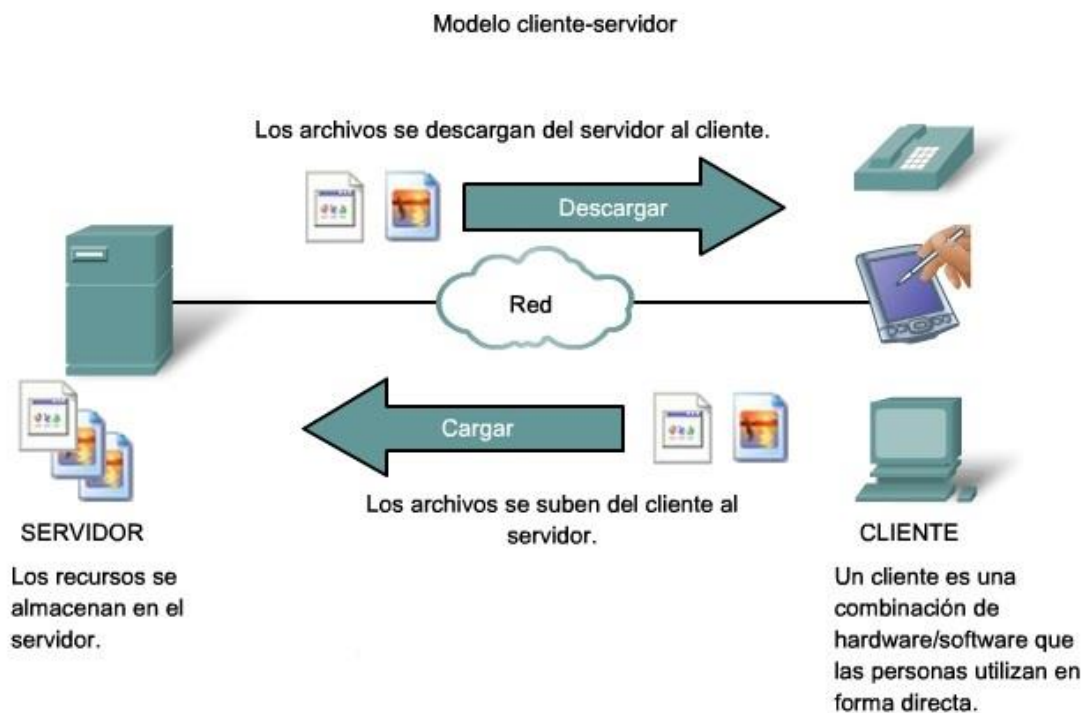 Modelo cliente-servidor
Los archivos se descargan del servidor al cliente.
Descargar
Red
Cargar
Los archivos se suben del cliente al
servidor.
SERVIDOR
Los recursos se
almacenan en el
servidor.
CLIENTE
Un cliente es una
combinación de
hardware/software que
las personas utilizan en
forma directa.